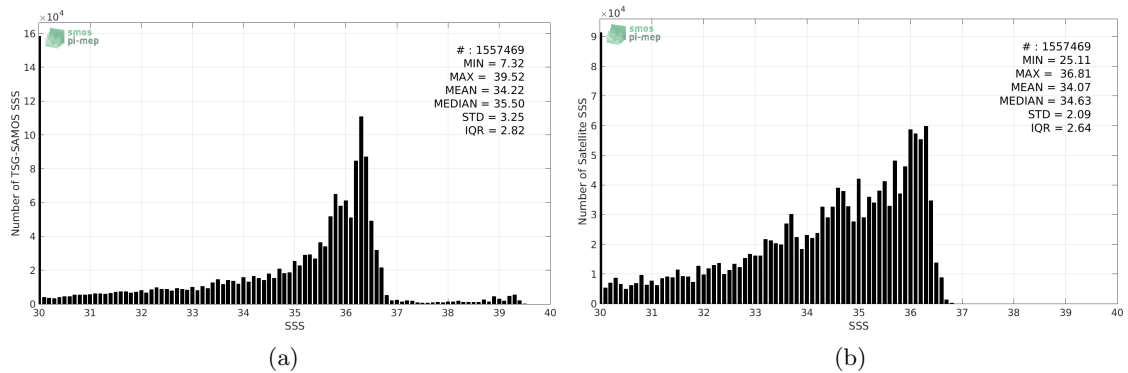 ×10⁴
smos
pi-mep
Number of TSG-SAMOS SSS
16
14
12
10
8
6
4
2
0
# : 1557469
MIN = 7.32
MAX = 39.52
MEAN = 34.22
MEDIAN = 35.50
STD = 3.25
IQR = 2.82
30 31 32 33 34 35 36 37 38 39 40
SSS
(a)
×10⁴
smos
pi-mep
Number of Satellite SSS
9
8
7
6
5
4
3
2
1
0
# : 1557469
MIN = 25.11
MAX = 36.81
MEAN = 34.07
MEDIAN = 34.63
STD = 2.09
IQR = 2.64
30 31 32 33 34 35 36 37 38 39 40
SSS
(b)